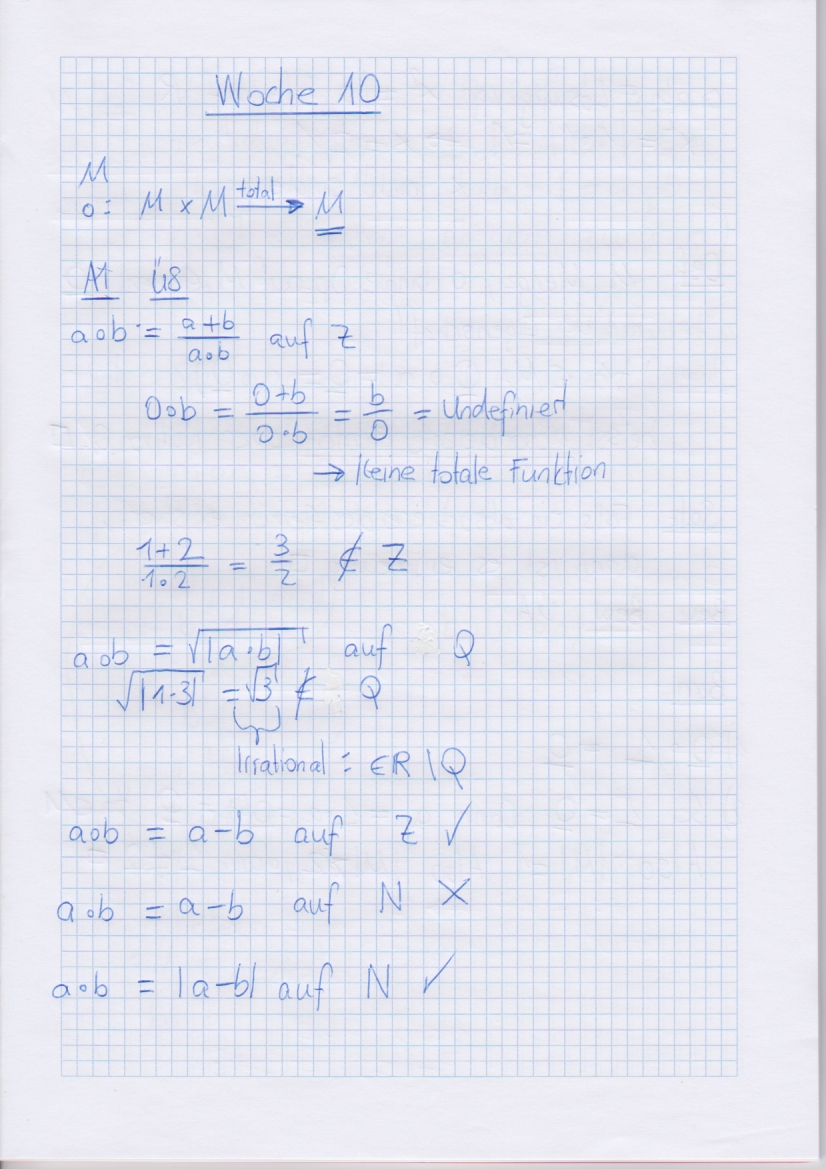 Woche 10
M
∘: M × M —total→ M
A1 Ü8
a∘b = (a+b)/(a∘b) auf Z
0∘b = (0+b)/(0·b) = b/0 = Undefiniert
→ Keine totale Funktion
(1+2)/(1∘2) = 3/2 ∉ Z
a∘b = √|a·b| auf Q
√|1·3| = √3 ∉ Q
Irrational : ∈ R \ Q
a∘b = a-b auf Z ✓
a∘b = a-b auf N ×
a∘b = |a-b| auf N ✓